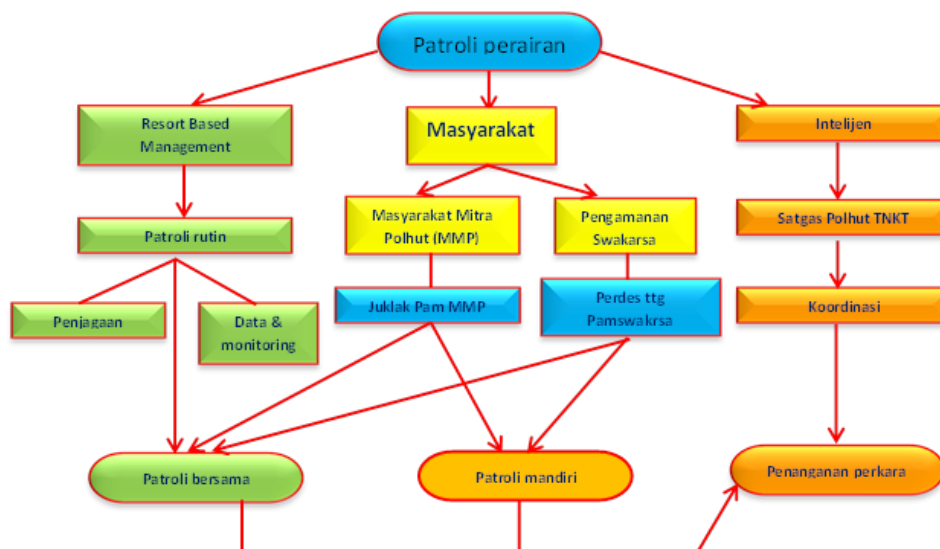 Patroli perairan
Resort Based
Management
Masyarakat
Intelijen
Masyarakat Mitra
Polhut (MMP)
Pengamanan
Swakarsa
Satgas Polhut TNKT
Patroli rutin
Penjagaan
Data &
monitoring
Juklak Pam MMP
Perdes ttg
Pamswakrsa
Koordinasi
Patroli bersama
Patroli mandiri
Penanganan perkara